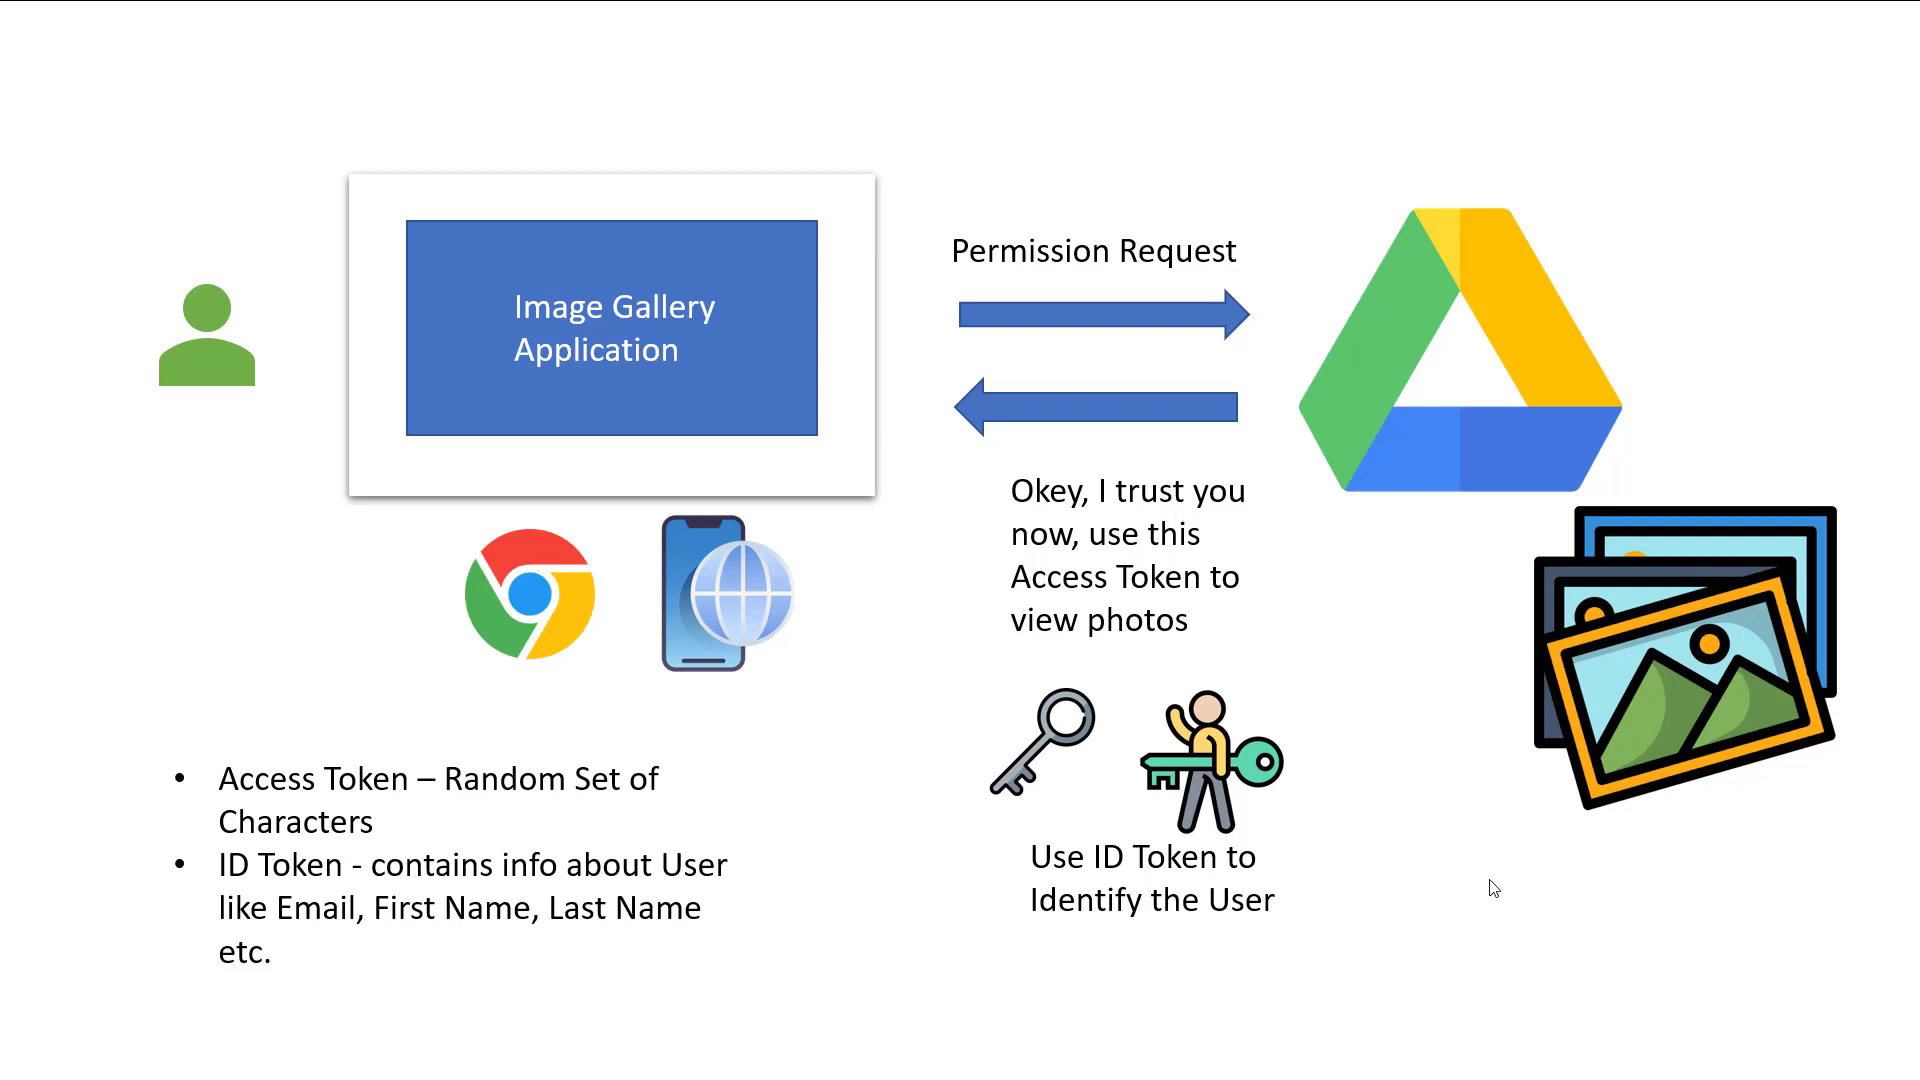 Image Gallery
Application
Permission Request
Okey, I trust you
now, use this
Access Token to
view photos
• Access Token – Random Set of
Characters
• ID Token - contains info about User
like Email, First Name, Last Name
etc.
Use ID Token to
Identify the User